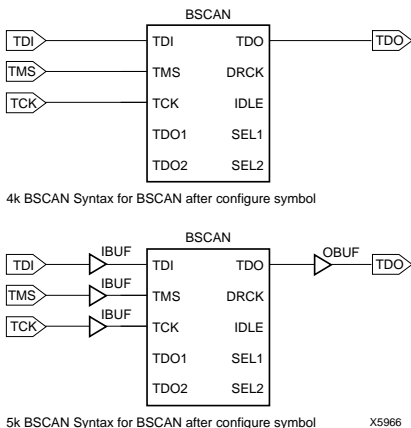 BSCAN
TDI TDI TDO TDO
TMS TMS DRCK
TCK TCK IDLE
TDO1 SEL1
TDO2 SEL2
4k BSCAN Syntax for BSCAN after configure symbol
BSCAN
IBUF OBUF
TDI TDI TDO TDO
IBUF
TMS TMS DRCK
IBUF
TCK TCK IDLE
TDO1 SEL1
TDO2 SEL2
5k BSCAN Syntax for BSCAN after configure symbol X5966